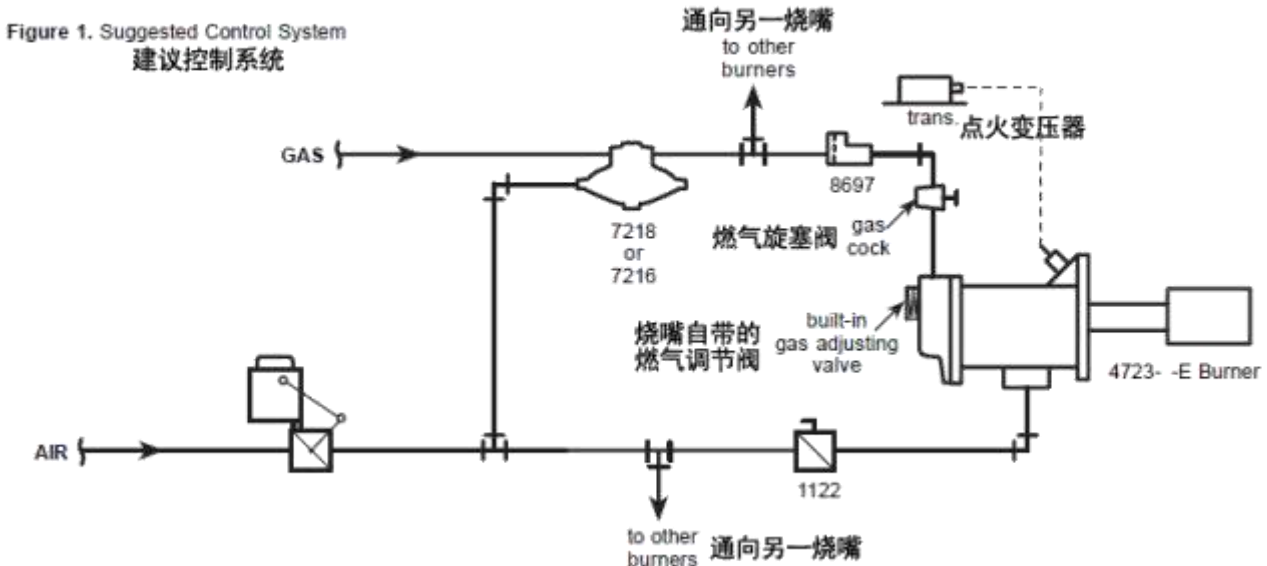 Figure 1. Suggested Control System
建议控制系统
通向另一烧嘴
to other
burners
trans.
点火变压器
GAS
8697
7218
or
7216
燃气旋塞阀
gas
cock
烧嘴自带的
燃气调节阀
built-in
gas adjusting
valve
4723- -E Burner
AIR
1122
to other
burners
通向另一烧嘴